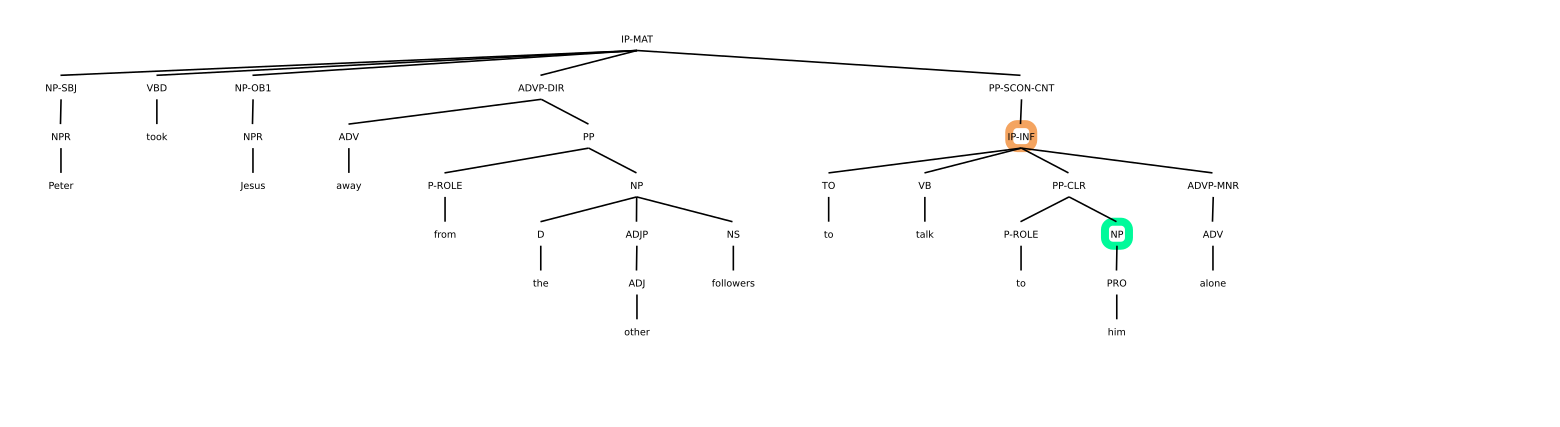 IP-MAT
NP-SBJ VBD NP-OB1 ADVP-DIR PP-SCON-CNT
NPR took NPR ADV PP IP-INF
Peter Jesus away P-ROLE NP TO VB PP-CLR ADVP-MNR
from D ADJP NS to talk P-ROLE NP ADV
the ADJ followers to PRO alone
other him